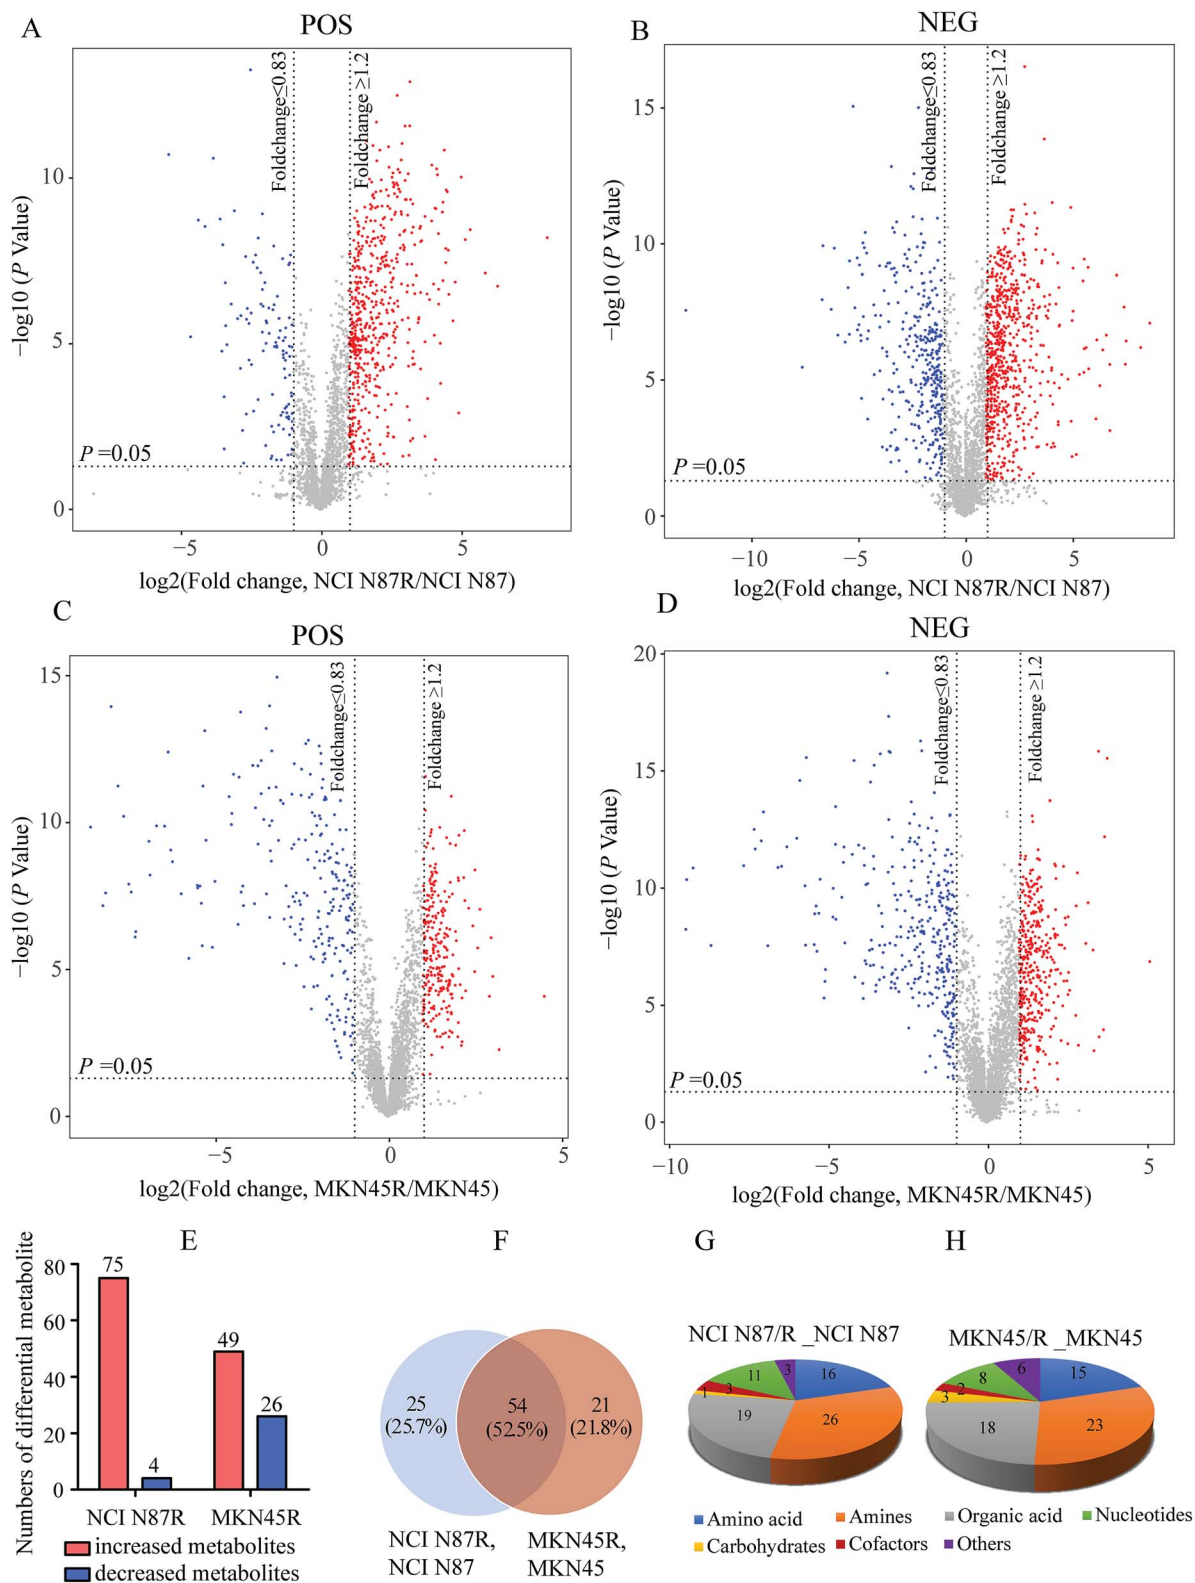 A
POS
Foldchange≤0.83
Foldchange ≥1.2
−log10 (P Value)
10
5
0
P =0.05
−5
0
5
log2(Fold change, NCI N87R/NCI N87)
B
NEG
Foldchange≤0.83
Foldchange ≥1.2
−log10 (P Value)
15
10
5
0
P =0.05
−10
−5
0
5
log2(Fold change, NCI N87R/NCI N87)
C
POS
Foldchange≤0.83
Foldchange ≥1.2
−log10 (P Value)
15
10
5
0
P =0.05
−5
0
5
log2(Fold change, MKN45R/MKN45)
D
NEG
Foldchange≤0.83
Foldchange ≥1.2
−log10 (P Value)
20
15
10
5
0
P =0.05
−10
−5
0
5
log2(Fold change, MKN45R/MKN45)
E
Numbers of differential metabolite
80
60
40
20
0
75
4
49
26
NCI N87R
MKN45R
increased metabolites
decreased metabolites
F
25
(25.7%)
54
(52.5%)
21
(21.8%)
NCI N87R,
NCI N87
MKN45R,
MKN45
G
NCI N87/R _NCI N87
16
26
19
1
3
11
3
H
MKN45/R _MKN45
15
23
18
3
2
8
6
Amino acid
Amines
Organic acid
Nucleotides
Carbohydrates
Cofactors
Others